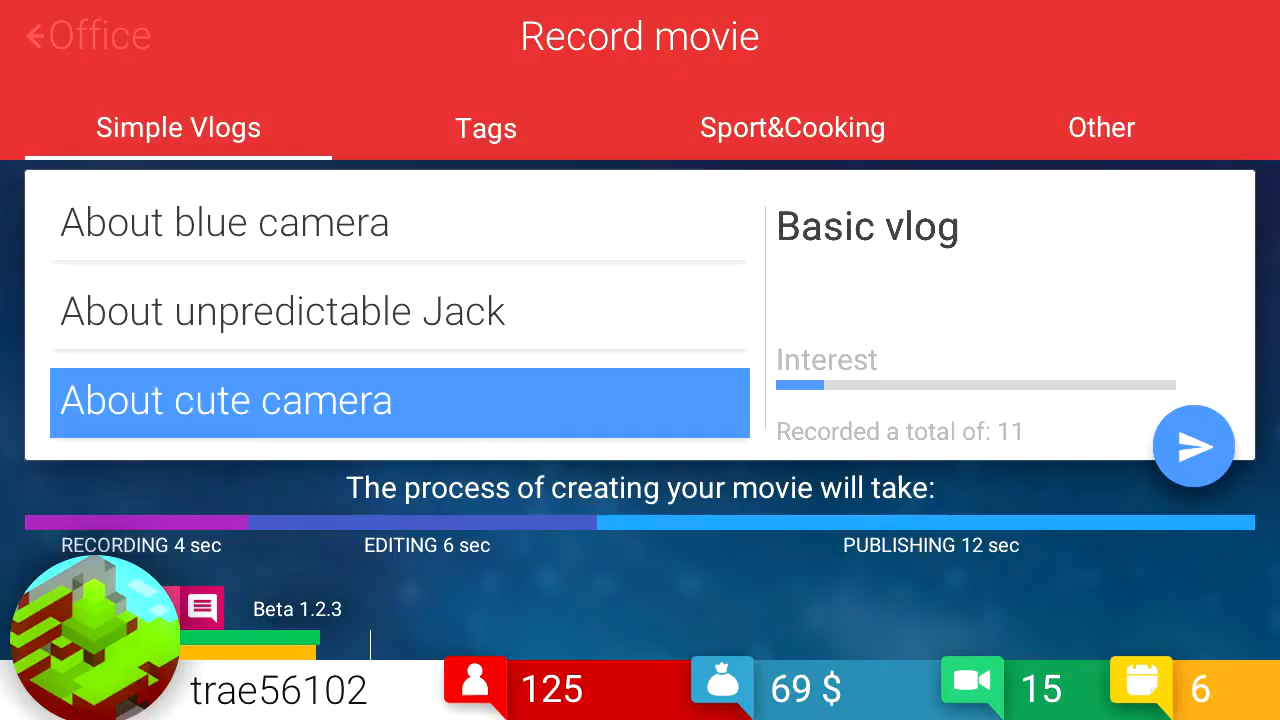 Office
Record movie
Simple Vlogs
Tags
Sport&Cooking
Other
About blue camera
About unpredictable Jack
About cute camera
Basic vlog
Interest
Recorded a total of: 11
The process of creating your movie will take:
RECORDING 4 sec
EDITING 6 sec
PUBLISHING 12 sec
Beta 1.2.3
trae56102
125
69 $
15
6